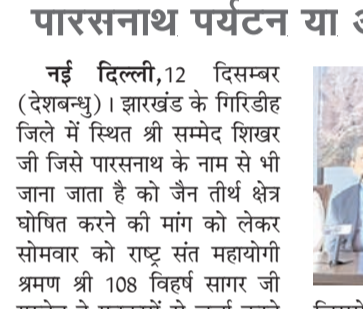 पारसनाथ पर्यटन या
नई दिल्ली,12 दिसम्बर
(देशबन्धु)। झारखंड के गिरिडीह
जिले में स्थित श्री सम्मेद शिखर
जी जिसे पारसनाथ के नाम से भी
जाना जाता है को जैन तीर्थ क्षेत्र
घोषित करने की मांग को लेकर
सोमवार को राष्ट्र संत महायोगी
श्रमण श्री 108 विहर्ष सागर जी